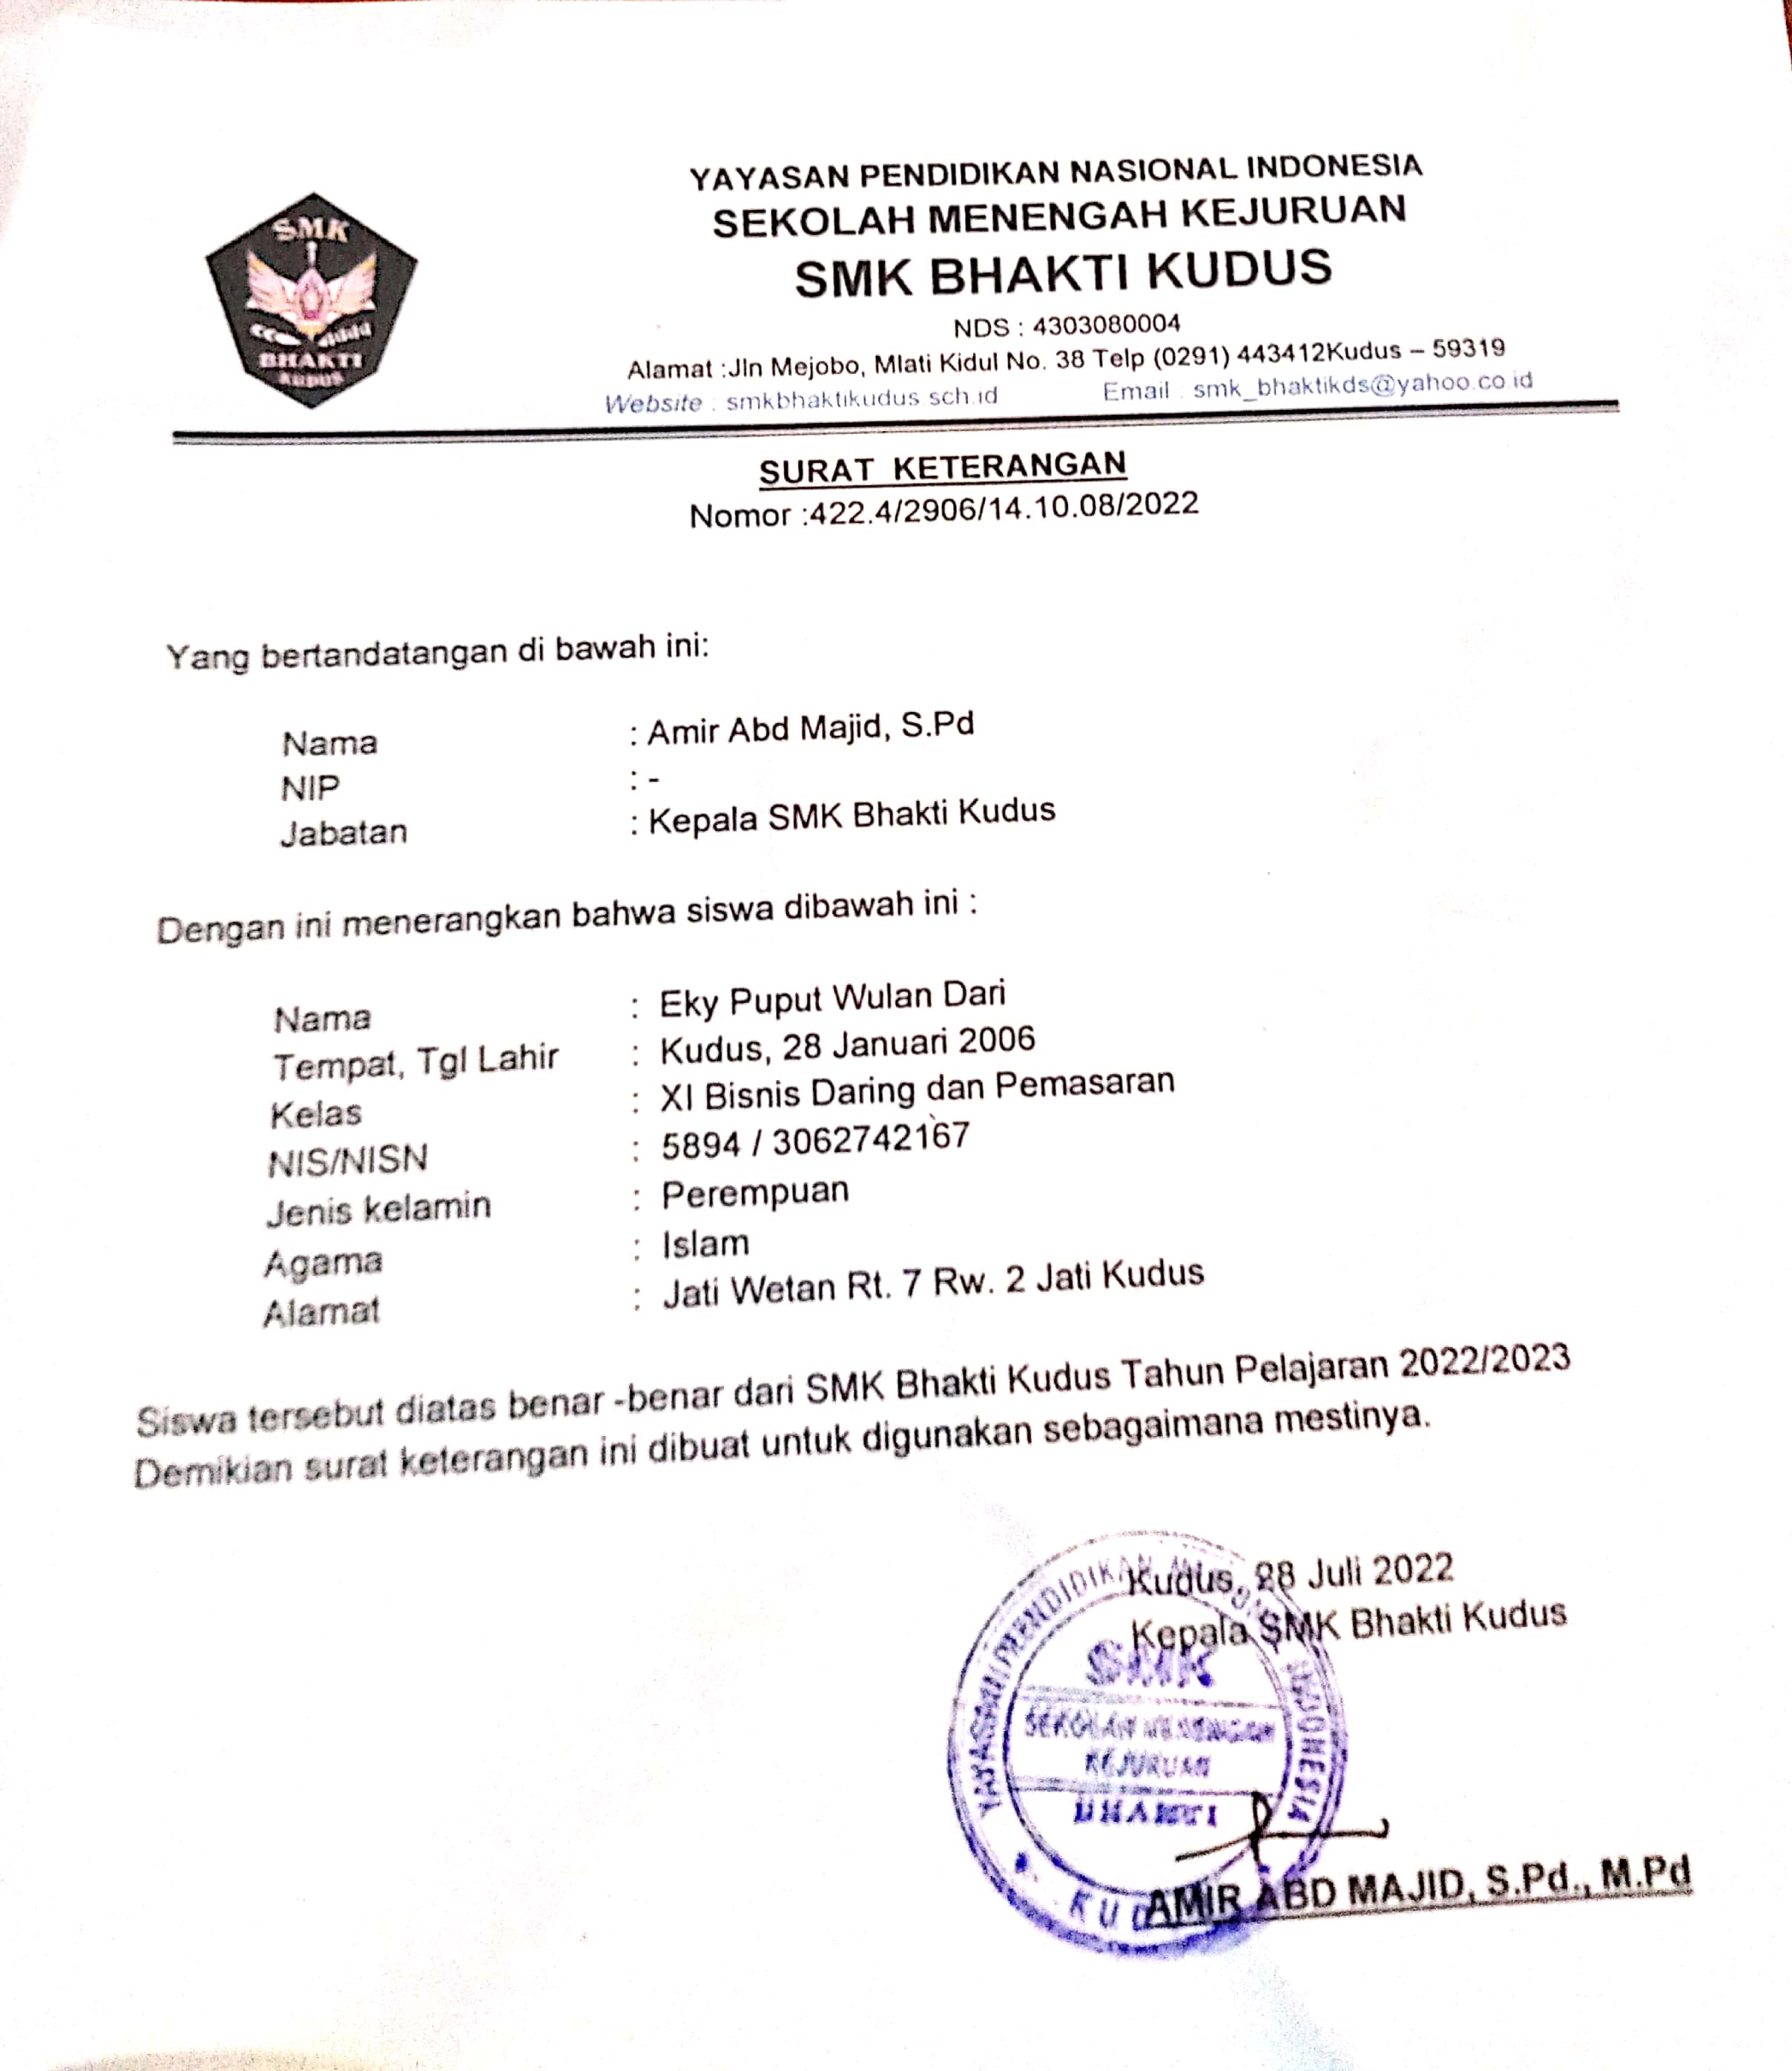 YAYASAN PENDIDIKAN NASIONAL INDONESIA
SEKOLAH MENENGAH KEJURUAN
SMK BHAKTI KUDUS
NDS : 4303080004
Alamat :Jln Mejobo, Mlati Kidul No. 38 Telp (0291) 443412Kudus – 59319
Website : smkbhaktikudus.sch.id Email : smk_bhaktikds@yahoo.co.id
SMK
BHAKTI
KUDUS
SURAT KETERANGAN
Nomor :422.4/2906/14.10.08/2022
Yang bertandatangan di bawah ini:
Nama : Amir Abd Majid, S.Pd
NIP : -
Jabatan : Kepala SMK Bhakti Kudus
Dengan ini menerangkan bahwa siswa dibawah ini :
Nama : Eky Puput Wulan Dari
Tempat, Tgl Lahir : Kudus, 28 Januari 2006
Kelas : XI Bisnis Daring dan Pemasaran
NIS/NISN : 5894 / 3062742167
Jenis kelamin : Perempuan
Agama : Islam
Alamat : Jati Wetan Rt. 7 Rw. 2 Jati Kudus
Siswa tersebut diatas benar -benar dari SMK Bhakti Kudus Tahun Pelajaran 2022/2023
Demikian surat keterangan ini dibuat untuk digunakan sebagaimana mestinya.
Kudus, 28 Juli 2022
Kepala SMK Bhakti Kudus
YAYASAN PENDIDIKAN INDONESIA
SMK
SEKOLAH MENENGAH
KEJURUAN
BHAKTI
AMIR ABD MAJID, S.Pd., M.Pd